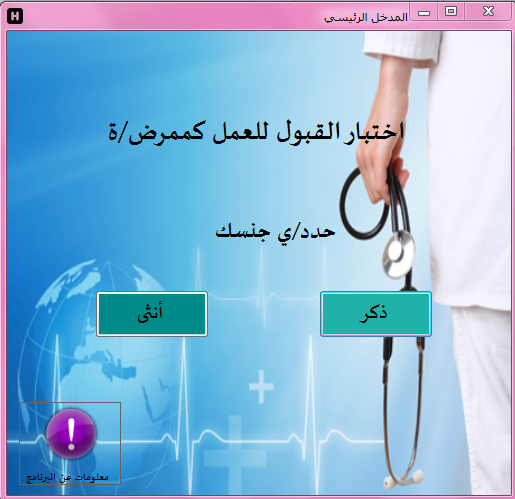 H
المدخل الرئيسي
اختبار القبول للعمل كممرض/ة
حدد/ي جنسك
ذكر
أنثى
!
معلومات عن البرنامج